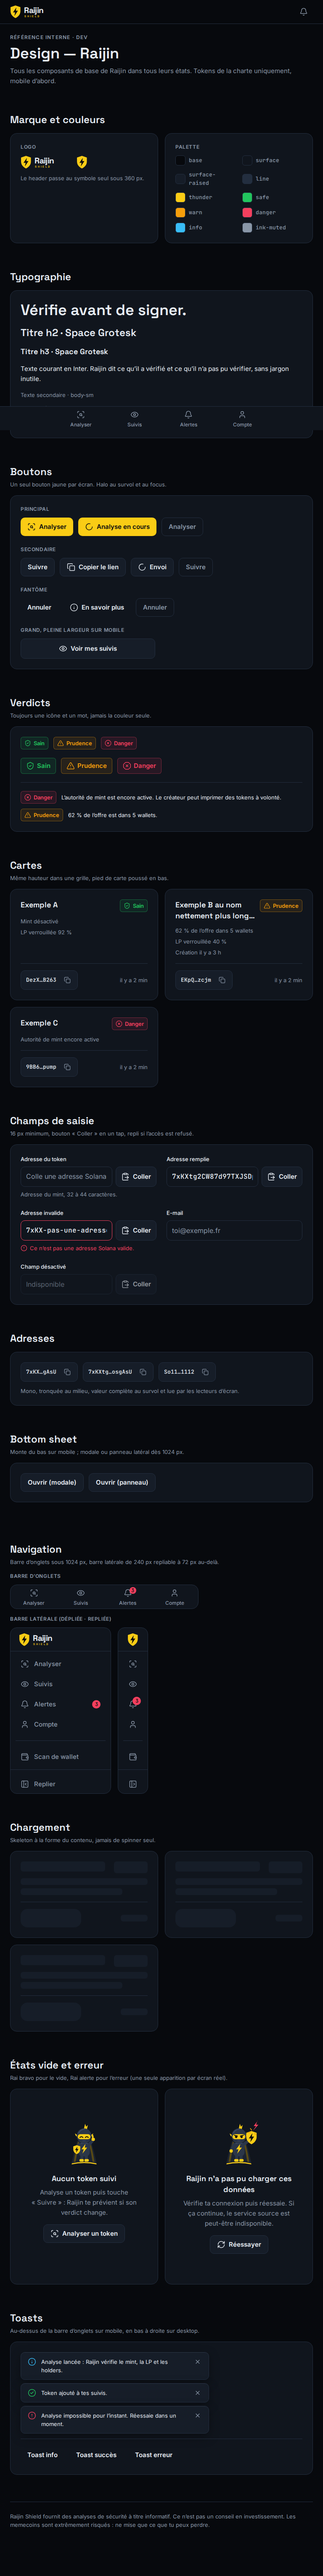 Raijin
SHIELD
RÉFÉRENCE INTERNE · DEV
Design — Raijin
Tous les composants de base de Raijin dans tous leurs états. Tokens de la charte uniquement,
mobile d'abord.
Marque et couleurs
LOGO
Raijin
SHIELD
Le header passe au symbole seul sous 360 px.
PALETTE
base
surface
surface-
raised
line
thunder
safe
warn
danger
info
ink-muted
Typographie
Vérifie avant de signer.
Titre h2 · Space Grotesk
Titre h3 · Space Grotesk
Texte courant en Inter. Raijin dit ce qu'il a vérifié et ce qu'il n'a pas pu vérifier, sans jargon
inutile.
Texte secondaire · body-sm
Analyser
Suivis
Alertes
Compte
Boutons
Un seul bouton jaune par écran. Halo au survol et au focus.
PRINCIPAL
Analyser
Analyse en cours
Analyser
SECONDAIRE
Suivre
Copier le lien
Envoi
Suivre
FANTÔME
Annuler
En savoir plus
Annuler
GRAND, PLEINE LARGEUR SUR MOBILE
Voir mes suivis
Verdicts
Toujours une icône et un mot, jamais la couleur seule.
Sain
Prudence
Danger
Sain
Prudence
Danger
Danger
L'autorité de mint est encore active. Le créateur peut imprimer des tokens à volonté.
Prudence
62 % de l'offre est dans 5 wallets.
Cartes
Même hauteur dans une grille, pied de carte poussé en bas.
Exemple A
Sain
Mint désactivé
LP verrouillée 92 %
DezX…B263
il y a 2 min
Exemple B au nom
nettement plus long…
Prudence
62 % de l'offre dans 5 wallets
LP verrouillée 40 %
Création il y a 3 h
EKpQ…zcjm
il y a 2 min
Exemple C
Danger
Autorité de mint encore active
9BB6…pump
il y a 2 min
Champs de saisie
16 px minimum, bouton « Coller » en un tap, repli si l'accès est refusé.
Adresse du token
Colle une adresse Solana
Coller
Adresse du mint, 32 à 44 caractères.
Adresse remplie
7xKXtg2CW87d97TXJSD
Coller
Adresse invalide
7xKX-pas-une-adress
Coller
Ce n'est pas une adresse Solana valide.
E-mail
toi@exemple.fr
Champ désactivé
Indisponible
Coller
Adresses
7xKX…gAsU
7xKXtg…osgAsU
So11…1112
Mono, tronquée au milieu, valeur complète au survol et lue par les lecteurs d'écran.
Bottom sheet
Monte du bas sur mobile ; modale ou panneau latéral dès 1024 px.
Ouvrir (modale)
Ouvrir (panneau)
Navigation
Barre d'onglets sous 1024 px, barre latérale de 240 px repliable à 72 px au-delà.
BARRE D'ONGLETS
Analyser
Suivis
3
Alertes
Compte
BARRE LATÉRALE (DÉPLIÉE · REPLIÉE)
Raijin
SHIELD
Analyser
Suivis
Alertes
3
3
Compte
Scan de wallet
Replier
Chargement
Skeleton à la forme du contenu, jamais de spinner seul.
États vide et erreur
Rai bravo pour le vide, Rai alerte pour l'erreur (une seule apparition par écran réel).
Aucun token suivi
Analyse un token puis touche
« Suivre » : Raijin te prévient si son
verdict change.
Analyser un token
Raijin n'a pas pu charger ces
données
Vérifie ta connexion puis réessaie. Si
ça continue, le service source est
peut-être indisponible.
Réessayer
Toasts
Au-dessus de la barre d'onglets sur mobile, en bas à droite sur desktop.
Analyse lancée : Raijin vérifie le mint, la LP et les
holders.
Token ajouté à tes suivis.
Analyse impossible pour l'instant. Réessaie dans un
moment.
Toast info
Toast succès
Toast erreur
Raijin Shield fournit des analyses de sécurité à titre informatif. Ce n'est pas un conseil en investissement. Les
memecoins sont extrêmement risqués : ne mise que ce que tu peux perdre.